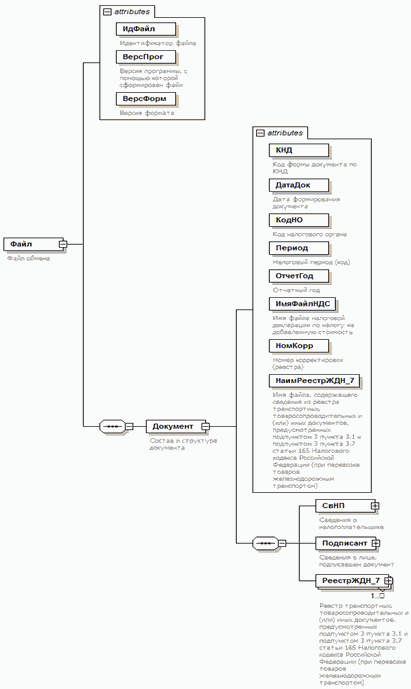 attributes
ИдФайл
Идентификатор файла
ВерсПрог
Версия программы, с
помощью которой
сформирован файл
ВерсФорм
Версия формата
attributes
КНД
Код формы документа по
КНД
ДатаДок
Дата формирования
документа
КодНО
Код налогового органа
Период
Налоговый период (код)
ОтчетГод
Отчетный год
ИмяФайлНДС
Имя файла налоговой
декларации по налогу на
добавленную стоимость
НомКорр
Номер корректировки
(реестра)
НаимРеестрЖДН_7
Имя файла, содержащего
сведения из реестра
транспортных,
товаросопроводительных и
(или) иных документов,
предусмотренных
подпунктом 3 пункта 3.1 и
подпунктом 3 пункта 3.7
статьи 165 Налогового
кодекса Российской
Федерации (при перевозке
товаров
железнодорожным
транспортом)
Файл
Файл обмена
Документ
Состав и структура
документа
СвНП
Сведения о
налогоплательщике
Подписант
Сведения о лице,
подписавшем документ
РеестрЖДН_7
1..
Реестр транспортных,
товаросопроводительных и
(или) иных документов,
предусмотренных
подпунктом 3 пункта 3.1 и
подпунктом 3 пункта 3.7
статьи 165 Налогового
кодекса Российской
Федерации (при перевозке
товаров
железнодорожным
транспортом)